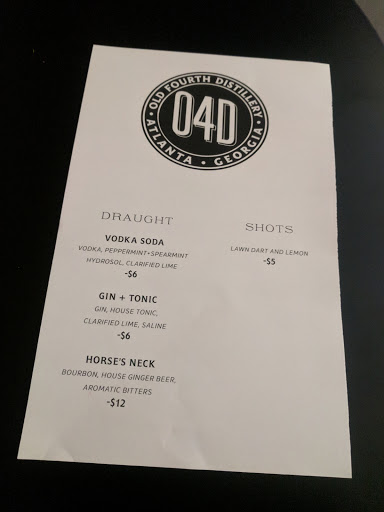 OLD FOURTH DISTILLERY
O4D
ATLANTA • GEORGIA
DRAUGHT
VODKA SODA
VODKA, PEPPERMINT+SPEARMINT
HYDROSOL, CLARIFIED LIME
-$6
GIN + TONIC
GIN, HOUSE TONIC,
CLARIFIED LIME, SALINE
-$6
HORSE'S NECK
BOURBON, HOUSE GINGER BEER,
AROMATIC BITTERS
-$12
SHOTS
LAWN DART AND LEMON
-$5